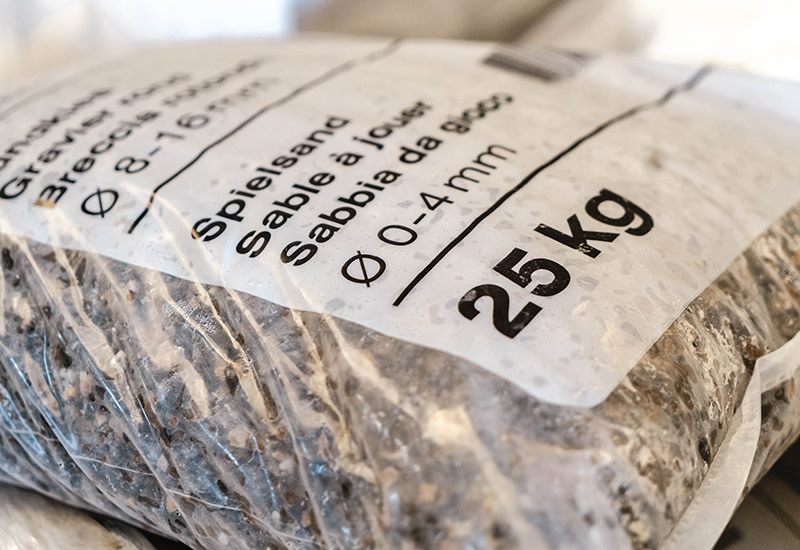 Gravier rond
Breccia rotonda
Ø 8-16 mm
Spielsand
Sable à jouer
Sabbia da gioco
Ø 0-4 mm
25 kg